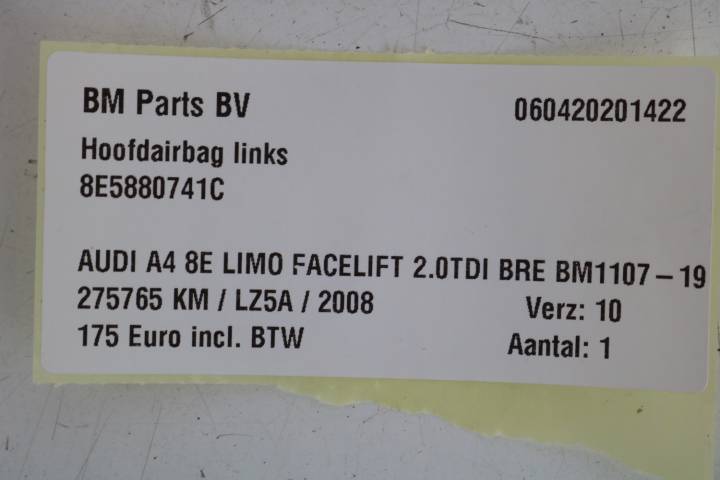 BM Parts BV 060420201422
Hoofdairbag links
8E5880741C
AUDI A4 8E LIMO FACELIFT 2.0TDI BRE BM1107-19
275765 KM / LZ5A / 2008 Verz: 10
175 Euro incl. BTW Aantal: 1